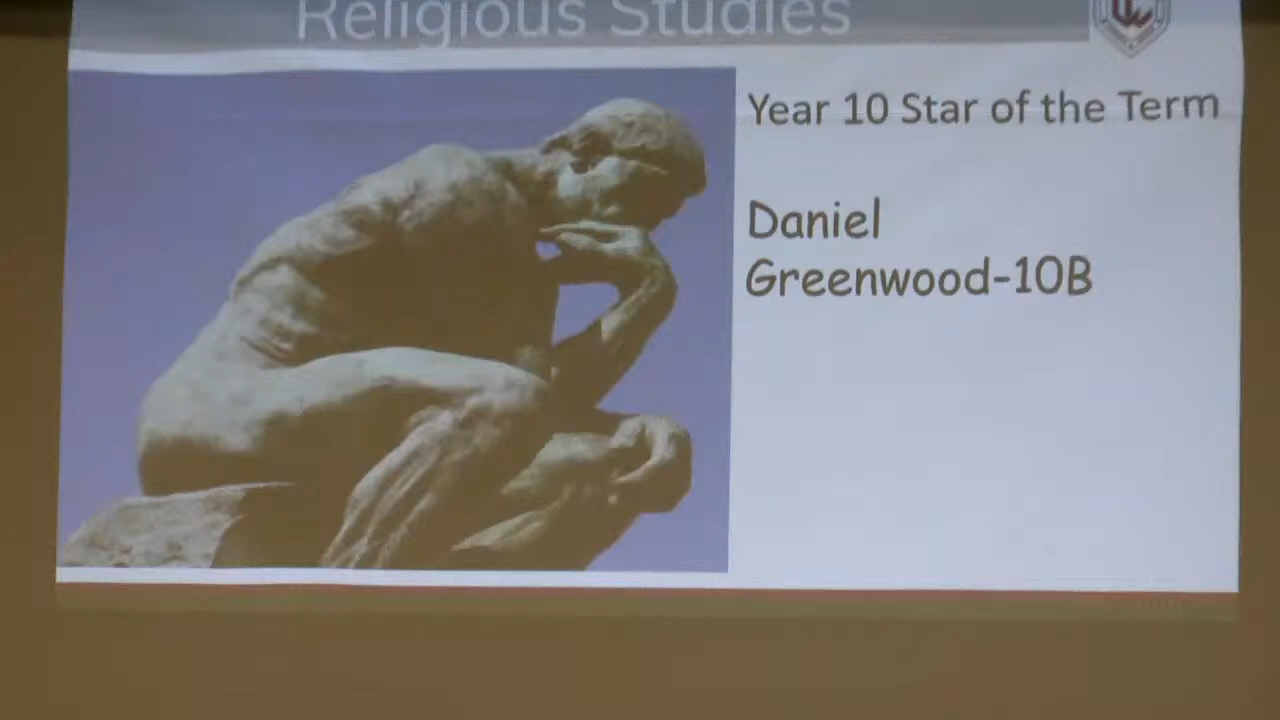 Religious Studies
Year 10 Star of the Term
Daniel
Greenwood-10B